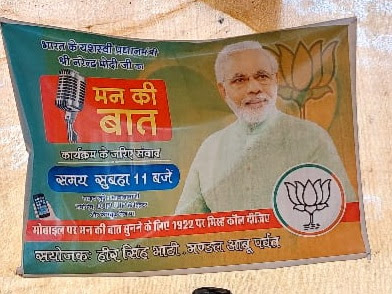 भारत के यशस्वी प्रधानमंत्री
श्री नरेन्द्र मोदी जी का
मन की
बात
कार्यक्रम के जरिए संवाद
समय सुबहा 11 बजे
मोबाइल पर मन की बात सुनने के लिए 1922 पर मिस्ड कॉल दीजिए
संयोजक: हीर सिंह भाटी, मण्डल आबू पर्वत